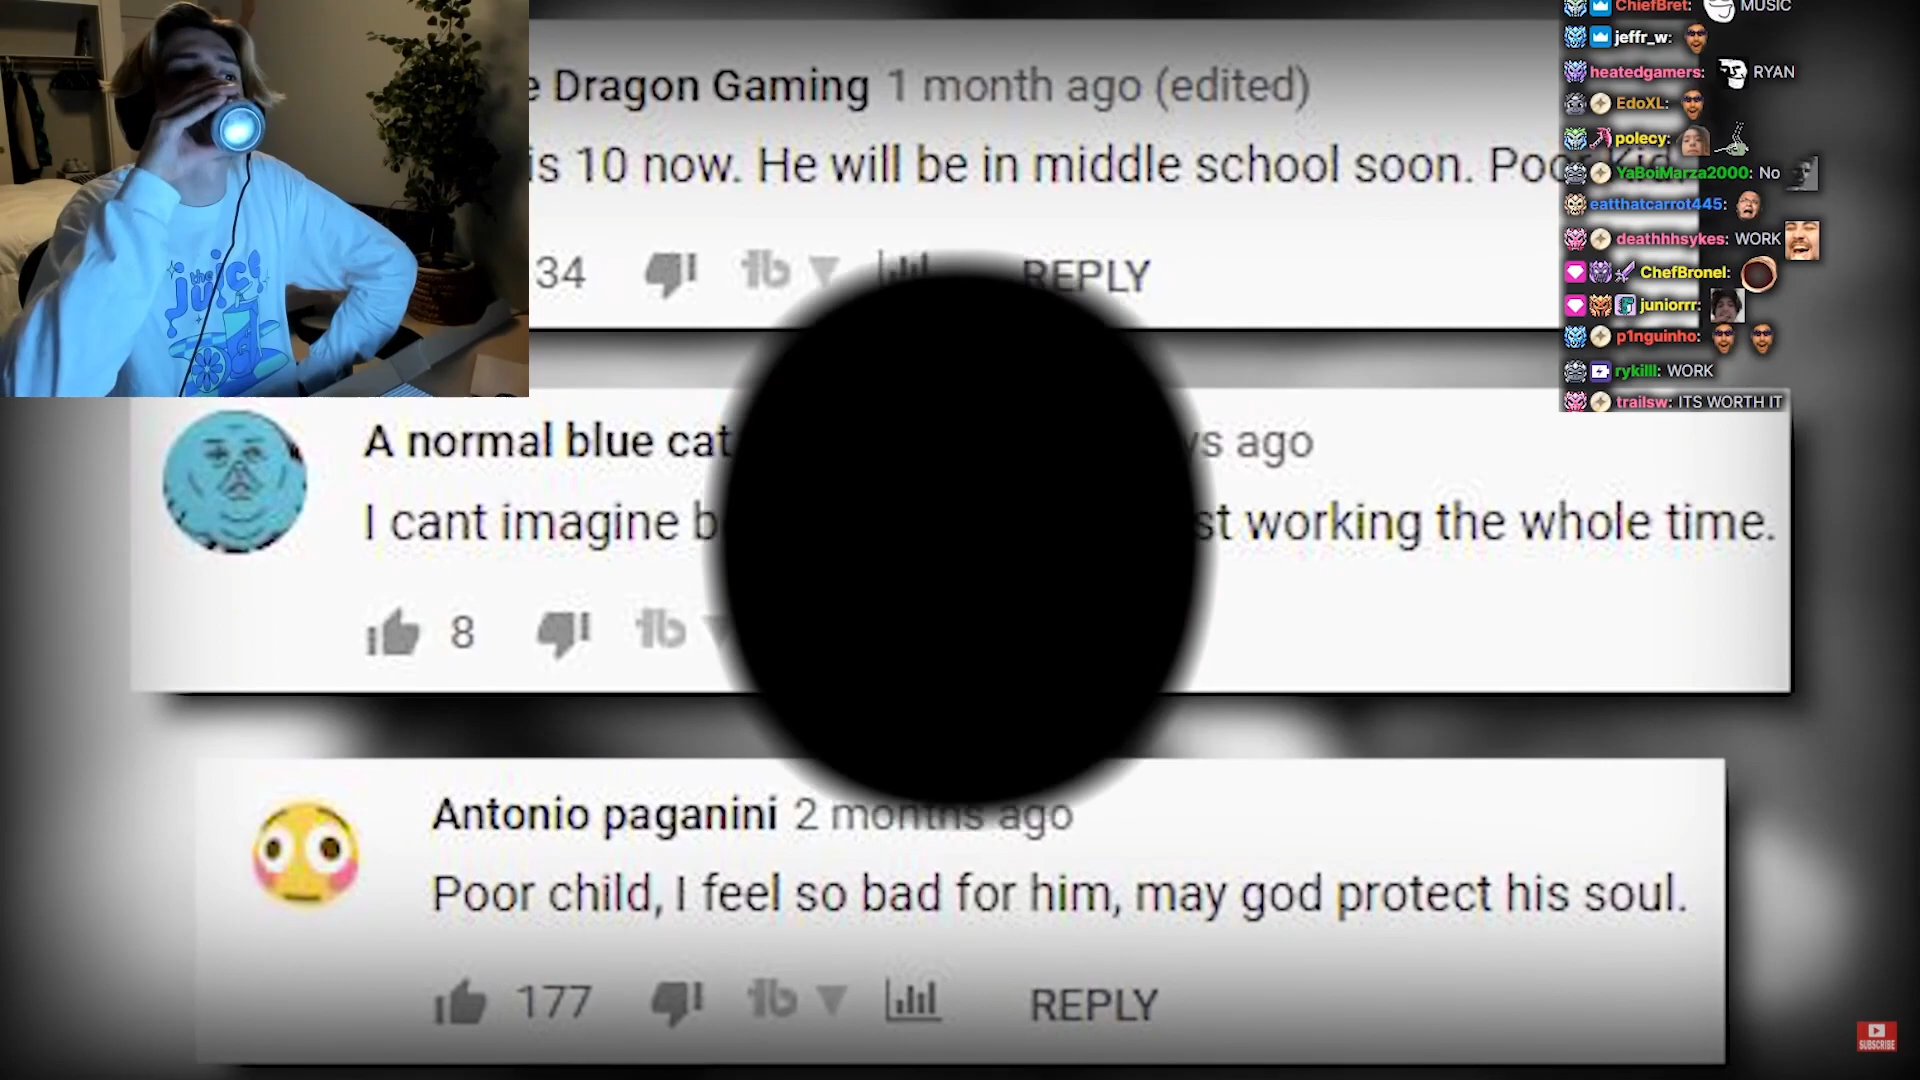 e Dragon Gaming 1 month ago (edited)
is 10 now. He will be in middle school soon.
34
REPLY
A normal blue cat
ago
I cant imagine
working the whole time.
8
Antonio paganini 2 months ago
Poor child, I feel so bad for him, may god protect his soul.
177
REPLY
the
juice
ChiefBret: MUSIC
jeffr_w:
heatedgamers: RYAN
EdoXL:
polecy:
YaBoiMarza2000: No
eatthatcarrot445:
deathhhsykes: WORK
ChefBronel:
juniorrr:
p1nguinho:
rykilll: WORK
trailsw: ITS WORTH IT
SUBSCRIBE